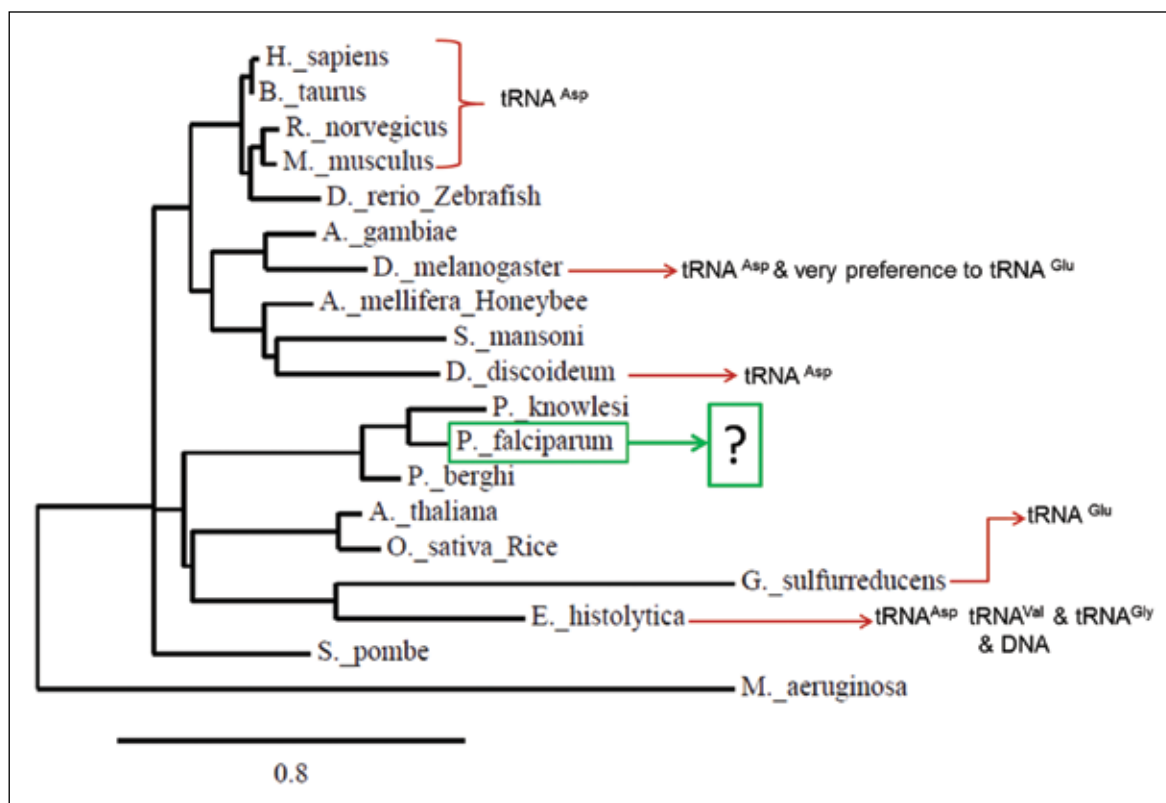 H._sapiens
B._taurus
tRNA Asp
R._norvegicus
M._musculus
D._rerio_Zebrafish
A._gambiae
D._melanogaster
tRNA Asp & very preference to tRNA Glu
A._mellifera_Honeybee
S._mansoni
D._discoideum
tRNA Asp
P._knowlesi
P._falciparum
?
P._berghi
A._thaliana
tRNA Glu
O._sativa_Rice
G._sulfurreducens
E._histolytica
tRNAAsp tRNAVal & tRNAGly
& DNA
S._pombe
M._aeruginosa
0.8